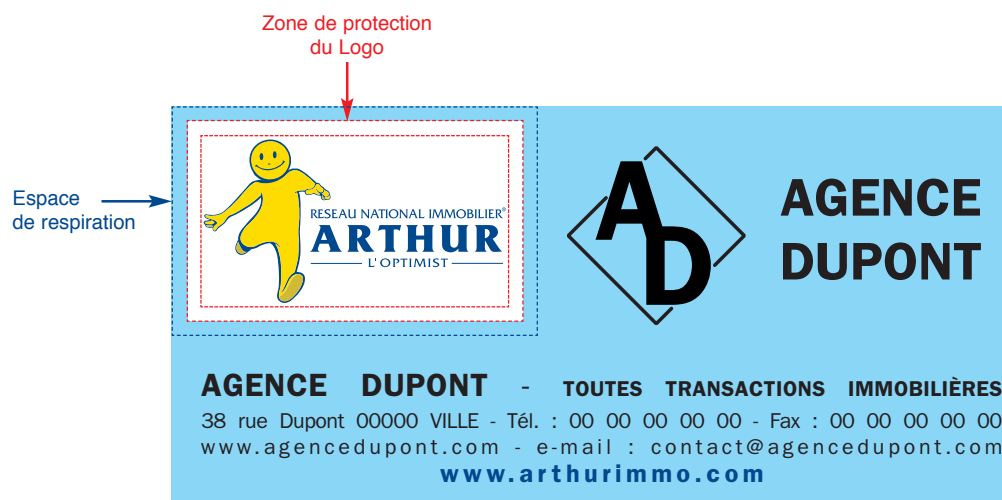 Zone de protection
du Logo
Espace
de respiration
RESEAU NATIONAL IMMOBILIER®
ARTHUR
L'OPTIMIST
AD
AGENCE
DUPONT
AGENCE DUPONT - TOUTES TRANSACTIONS IMMOBILIÈRES
38 rue Dupont 00000 VILLE - Tél. : 00 00 00 00 00 - Fax : 00 00 00 00 00
www.agencedupont.com - e-mail : contact@agencedupont.com
www.arthurimmo.com